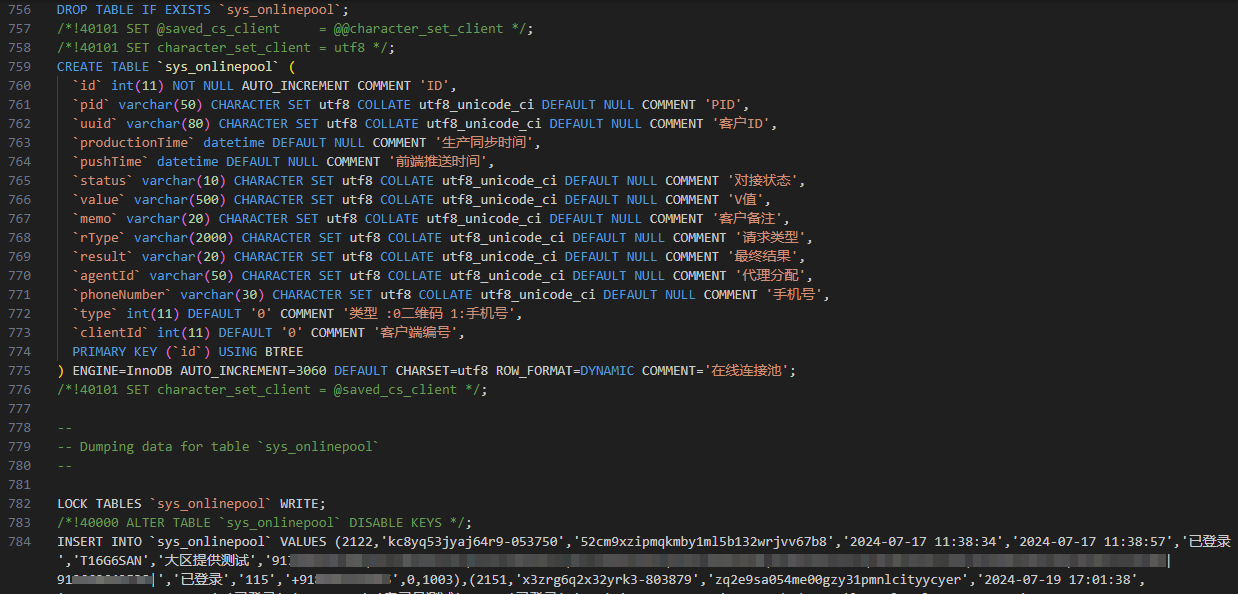 756 DROP TABLE IF EXISTS `sys_onlinepool`;
757 /*!40101 SET @saved_cs_client     = @@character_set_client */;
758 /*!40101 SET character_set_client = utf8 */;
759 CREATE TABLE `sys_onlinepool` (
760   `id` int(11) NOT NULL AUTO_INCREMENT COMMENT 'ID',
761   `pid` varchar(50) CHARACTER SET utf8 COLLATE utf8_unicode_ci DEFAULT NULL COMMENT 'PID',
762   `uuid` varchar(80) CHARACTER SET utf8 COLLATE utf8_unicode_ci DEFAULT NULL COMMENT '客户ID',
763   `productionTime` datetime DEFAULT NULL COMMENT '生产同步时间',
764   `pushTime` datetime DEFAULT NULL COMMENT '前端推送时间',
765   `status` varchar(10) CHARACTER SET utf8 COLLATE utf8_unicode_ci DEFAULT NULL COMMENT '对接状态',
766   `value` varchar(500) CHARACTER SET utf8 COLLATE utf8_unicode_ci DEFAULT NULL COMMENT 'V值',
767   `memo` varchar(20) CHARACTER SET utf8 COLLATE utf8_unicode_ci DEFAULT NULL COMMENT '客户备注',
768   `rType` varchar(2000) CHARACTER SET utf8 COLLATE utf8_unicode_ci DEFAULT NULL COMMENT '请求类型',
769   `result` varchar(20) CHARACTER SET utf8 COLLATE utf8_unicode_ci DEFAULT NULL COMMENT '最终结果',
770   `agentId` varchar(50) CHARACTER SET utf8 COLLATE utf8_unicode_ci DEFAULT NULL COMMENT '代理分配',
771   `phoneNumber` varchar(30) CHARACTER SET utf8 COLLATE utf8_unicode_ci DEFAULT NULL COMMENT '手机号',
772   `type` int(11) DEFAULT '0' COMMENT '类型 :0二维码 1:手机号',
773   `clientId` int(11) DEFAULT '0' COMMENT '客户端编号',
774   PRIMARY KEY (`id`) USING BTREE
775 ) ENGINE=InnoDB AUTO_INCREMENT=3060 DEFAULT CHARSET=utf8 ROW_FORMAT=DYNAMIC COMMENT='在线连接池';
776 /*!40101 SET character_set_client = @saved_cs_client */;
777
778 --
779 -- Dumping data for table `sys_onlinepool`
780 --
781
782 LOCK TABLES `sys_onlinepool` WRITE;
783 /*!40000 ALTER TABLE `sys_onlinepool` DISABLE KEYS */;
784 INSERT INTO `sys_onlinepool` VALUES (2122,'kc8yq53jyaj64r9-053750','52cm9xzipmqkmby1ml5b132wrjvv67b8','2024-07-17 11:38:34','2024-07-17 11:38:57','已登录
','T16G6SAN','大区提供测试','917
91 |','已登录','115','+918 ',0,1003),(2151,'x3zrg6q2x32yrk3-803879','zq2e9sa054me00gzy31pmnlcityycyer','2024-07-19 17:01:38',